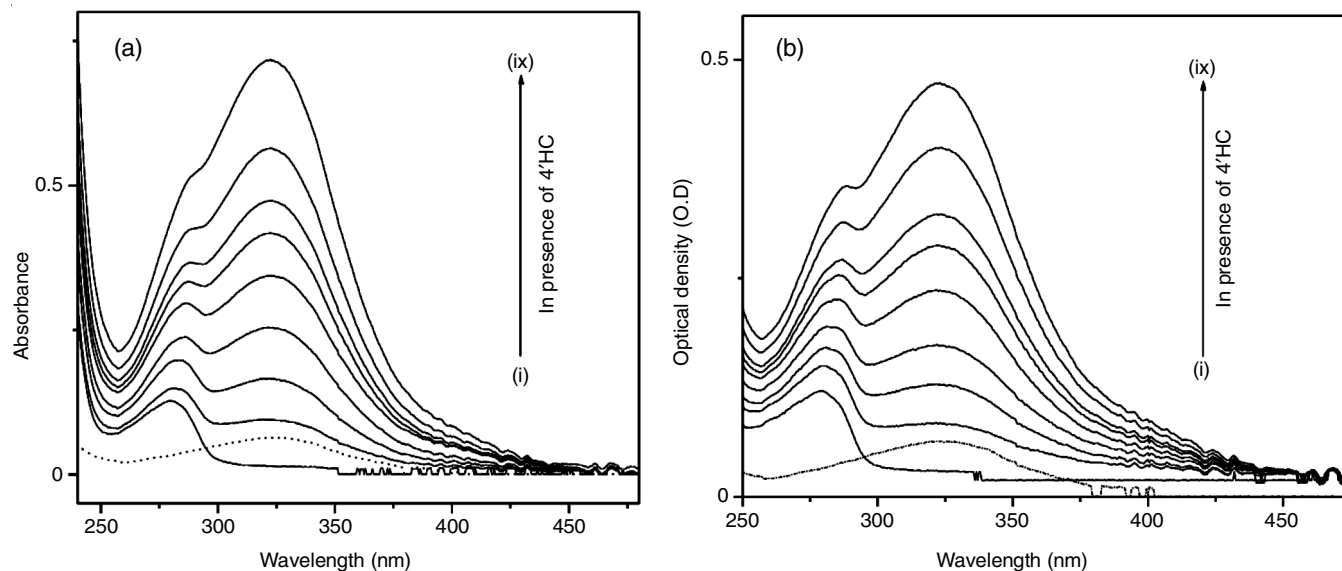 (a)
(ix)
In presence of 4′HC
(i)
Absorbance
0.5
0
250 300 350 400 450
Wavelength (nm)
(b)
(ix)
In presence of 4′HC
(i)
Optical density (O.D)
0.5
0
250 300 350 400 450
Wavelength (nm)